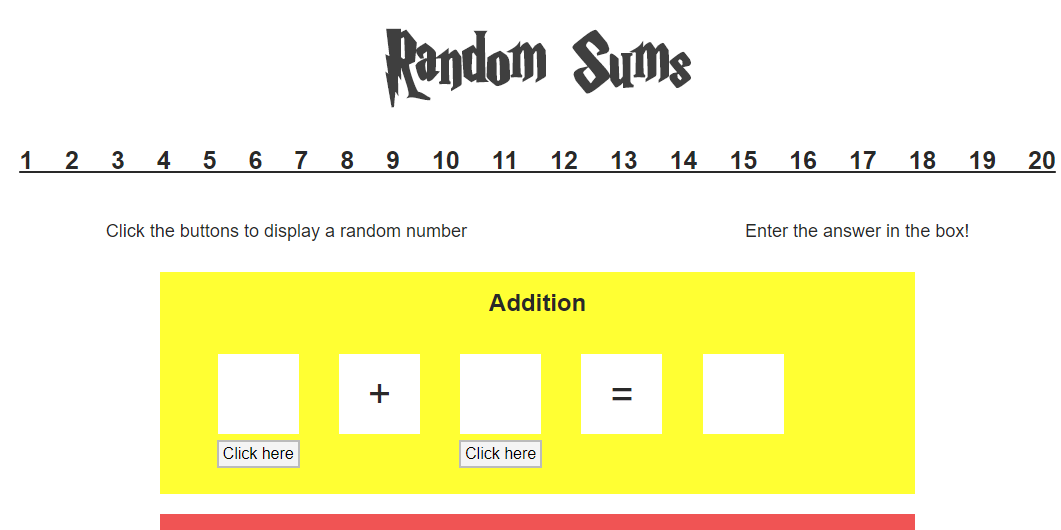 Random Sums
1 2 3 4 5 6 7 8 9 10 11 12 13 14 15 16 17 18 19 20
Click the buttons to display a random number Enter the answer in the box!
Addition
+ =
Click here Click here